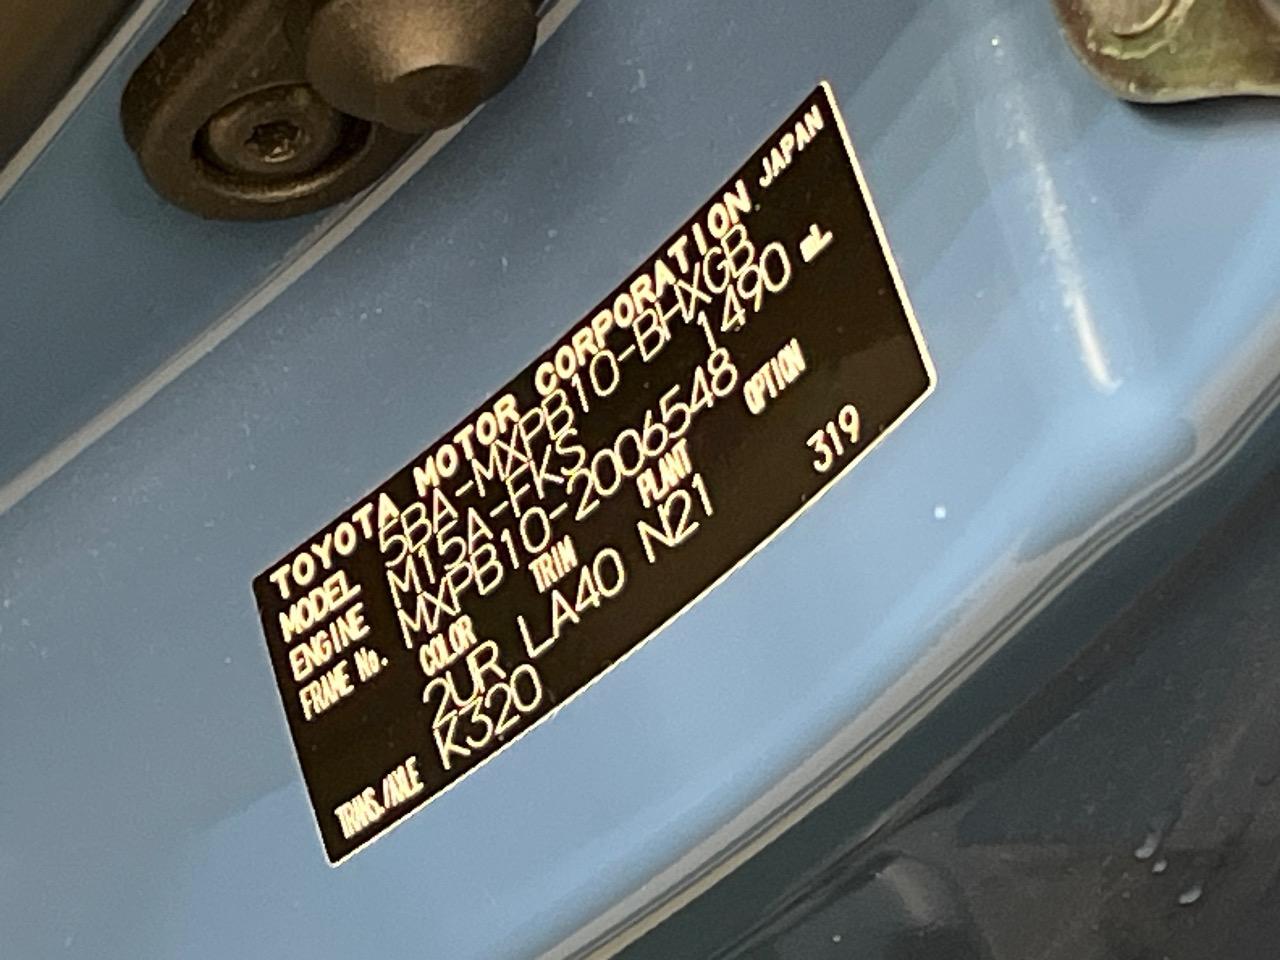 TOYOTA MOTOR CORPORATION JAPAN
MODEL 5BA-MXPB10-BHXGB
ENGINE M15A-FKS 1490 mL
FRAME No. MXPB10-2006548
COLOR TRIM PLANT OPTION
2UR LA40 N21
TRANS./AXLE K320 319